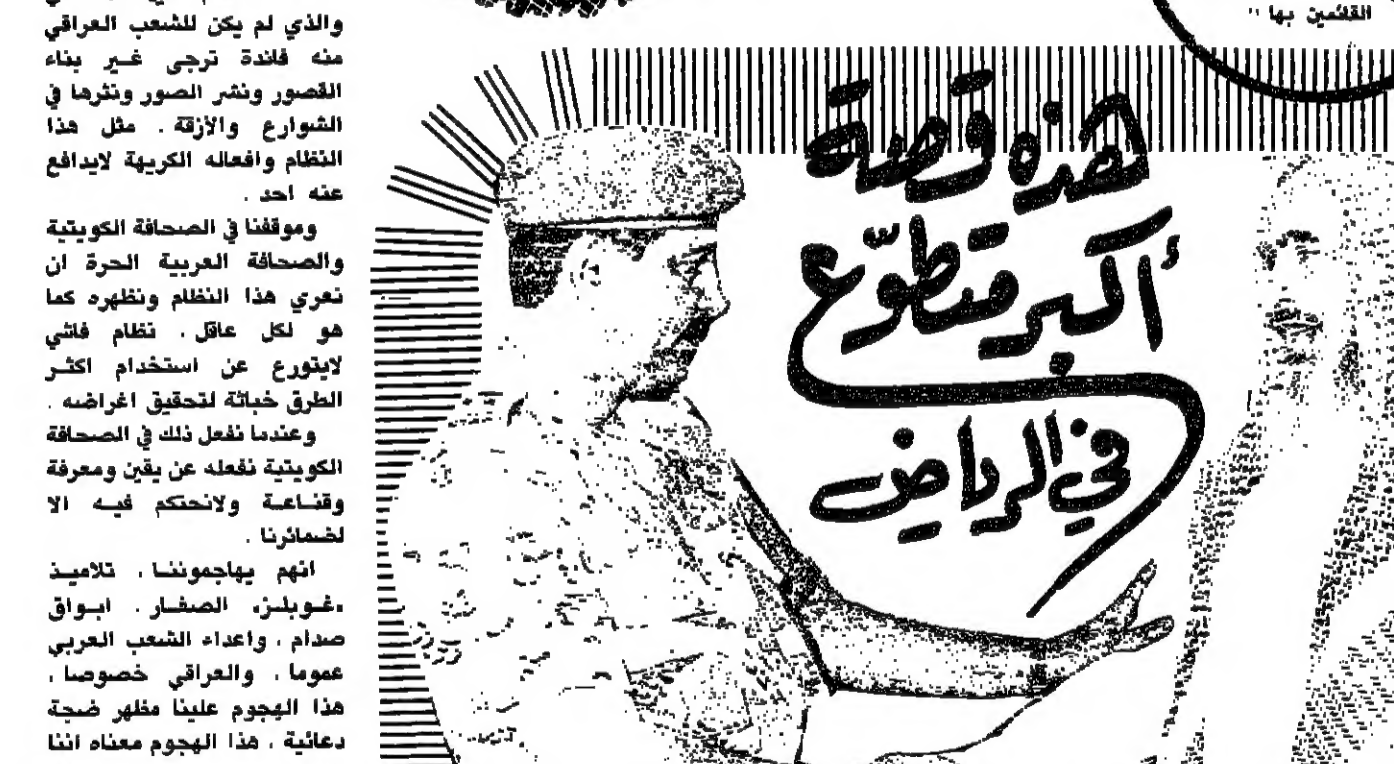 القائمين بها "
هذه قصة
أكبر متطوّع
في الرياض
والذي لم يكن للشعب العراقي
منه فائدة ترجى غير بناء
القصور ونشر الصور ونثرها في
الشوارع والأزقة . مثل هذا
النظام وافعاله الكريهة لايدافع
عنه احد .
وموقفنا في الصحافة الكويتية
والصحافة العربية الحرة ان
نعري هذا النظام ونظهره كما
هو لكل عاقل . نظام فاشي
لايتورع عن استخدام اكثر
الطرق خباثة لتحقيق اغراضه .
وعندما نفعل ذلك في الصحافة
الكويتية نفعله عن يقين ومعرفة
وقناعة ولانحتكم فيه الا
لضمائرنا .
انهم يهاجموننا ، تلاميذ
«غوبلز» الصغار . ابواق
صدام ، واعداء الشعب العربي
عموما ، والعراقي خصوصا ،
هذا الهجوم علينا مظهر ضجة
دعائية ، هذا الهجوم معناه اننا